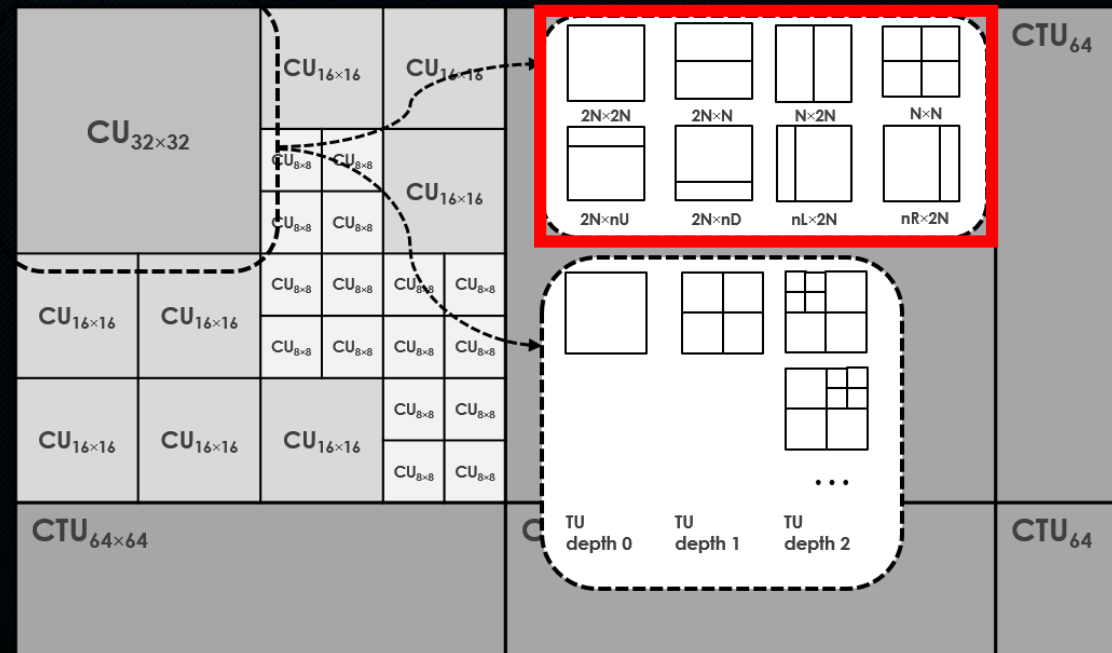 CU16×16 CU16×16 CTU64
CU32×32
2N×2N 2N×N N×2N N×N
CU8×8 CU8×8
CU16×16
CU8×8 CU8×8
2N×nU 2N×nD nL×2N nR×2N
CU8×8 CU8×8 CU8×8 CU8×8
CU16×16 CU16×16
CU8×8 CU8×8 CU8×8 CU8×8
CU8×8 CU8×8
CU16×16 CU16×16 CU16×16
CU8×8 CU8×8
...
CTU64×64 C TU TU TU CTU64
depth 0 depth 1 depth 2